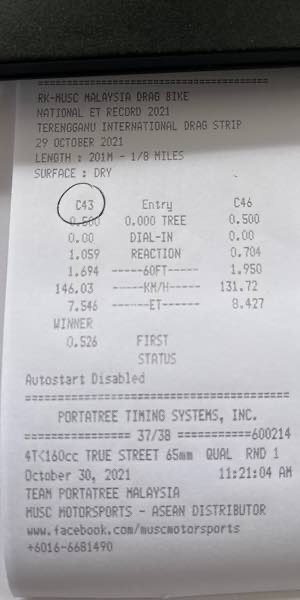 ==========================================
RK-MUSC MALAYSIA DRAG BIKE
NATIONAL ET RECORD 2021
TERENGGANU INTERNATIONAL DRAG STRIP
29 OCTOBER 2021
LENGTH : 201M - 1/8 MILES
SURFACE : DRY
C43 Entry C46
0.500 0.000 TREE 0.500
0.00 DIAL-IN 0.00
1.059 REACTION 0.704
1.694 -----60FT----- 1.950
146.03 -----KM/H----- 131.72
7.546 ------ET------ 8.427
WINNER
0.526 FIRST
STATUS
Autostart Disabled
==========================================
PORTATREE TIMING SYSTEMS, INC.
================ 37/38 ===========600214
4T<160cc TRUE STREET 65mm QUAL RND 1
October 30, 2021 11:21:04 AM
TEAM PORTATREE MALAYSIA
MUSC MOTORSPORTS - ASEAN DISTRIBUTOR
www.facebook.com/muscmotorsports
+6016-6681490